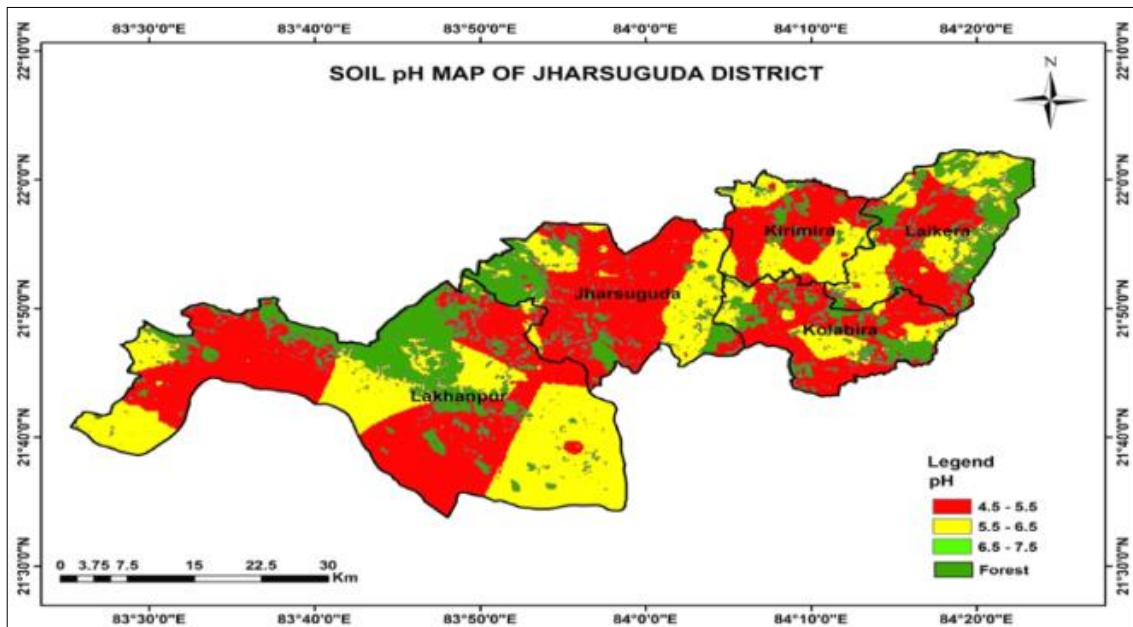 83°30'0"E 83°40'0"E 83°50'0"E 84°0'0"E 84°10'0"E 84°20'0"E
SOIL pH MAP OF JHARSUGUDA DISTRICT
N
22°10'0"N 22°10'0"N
22°0'0"N 22°0'0"N
Kirimira
Laikera
Jharsuguda
21°50'0"N 21°50'0"N
Kolabira
Lakhanpur
21°40'0"N 21°40'0"N
Legend
pH
4.5 - 5.5
5.5 - 6.5
6.5 - 7.5
Forest
0 3.75 7.5 15 22.5 30
Km
21°30'0"N 21°30'0"N
83°30'0"E 83°40'0"E 83°50'0"E 84°0'0"E 84°10'0"E 84°20'0"E